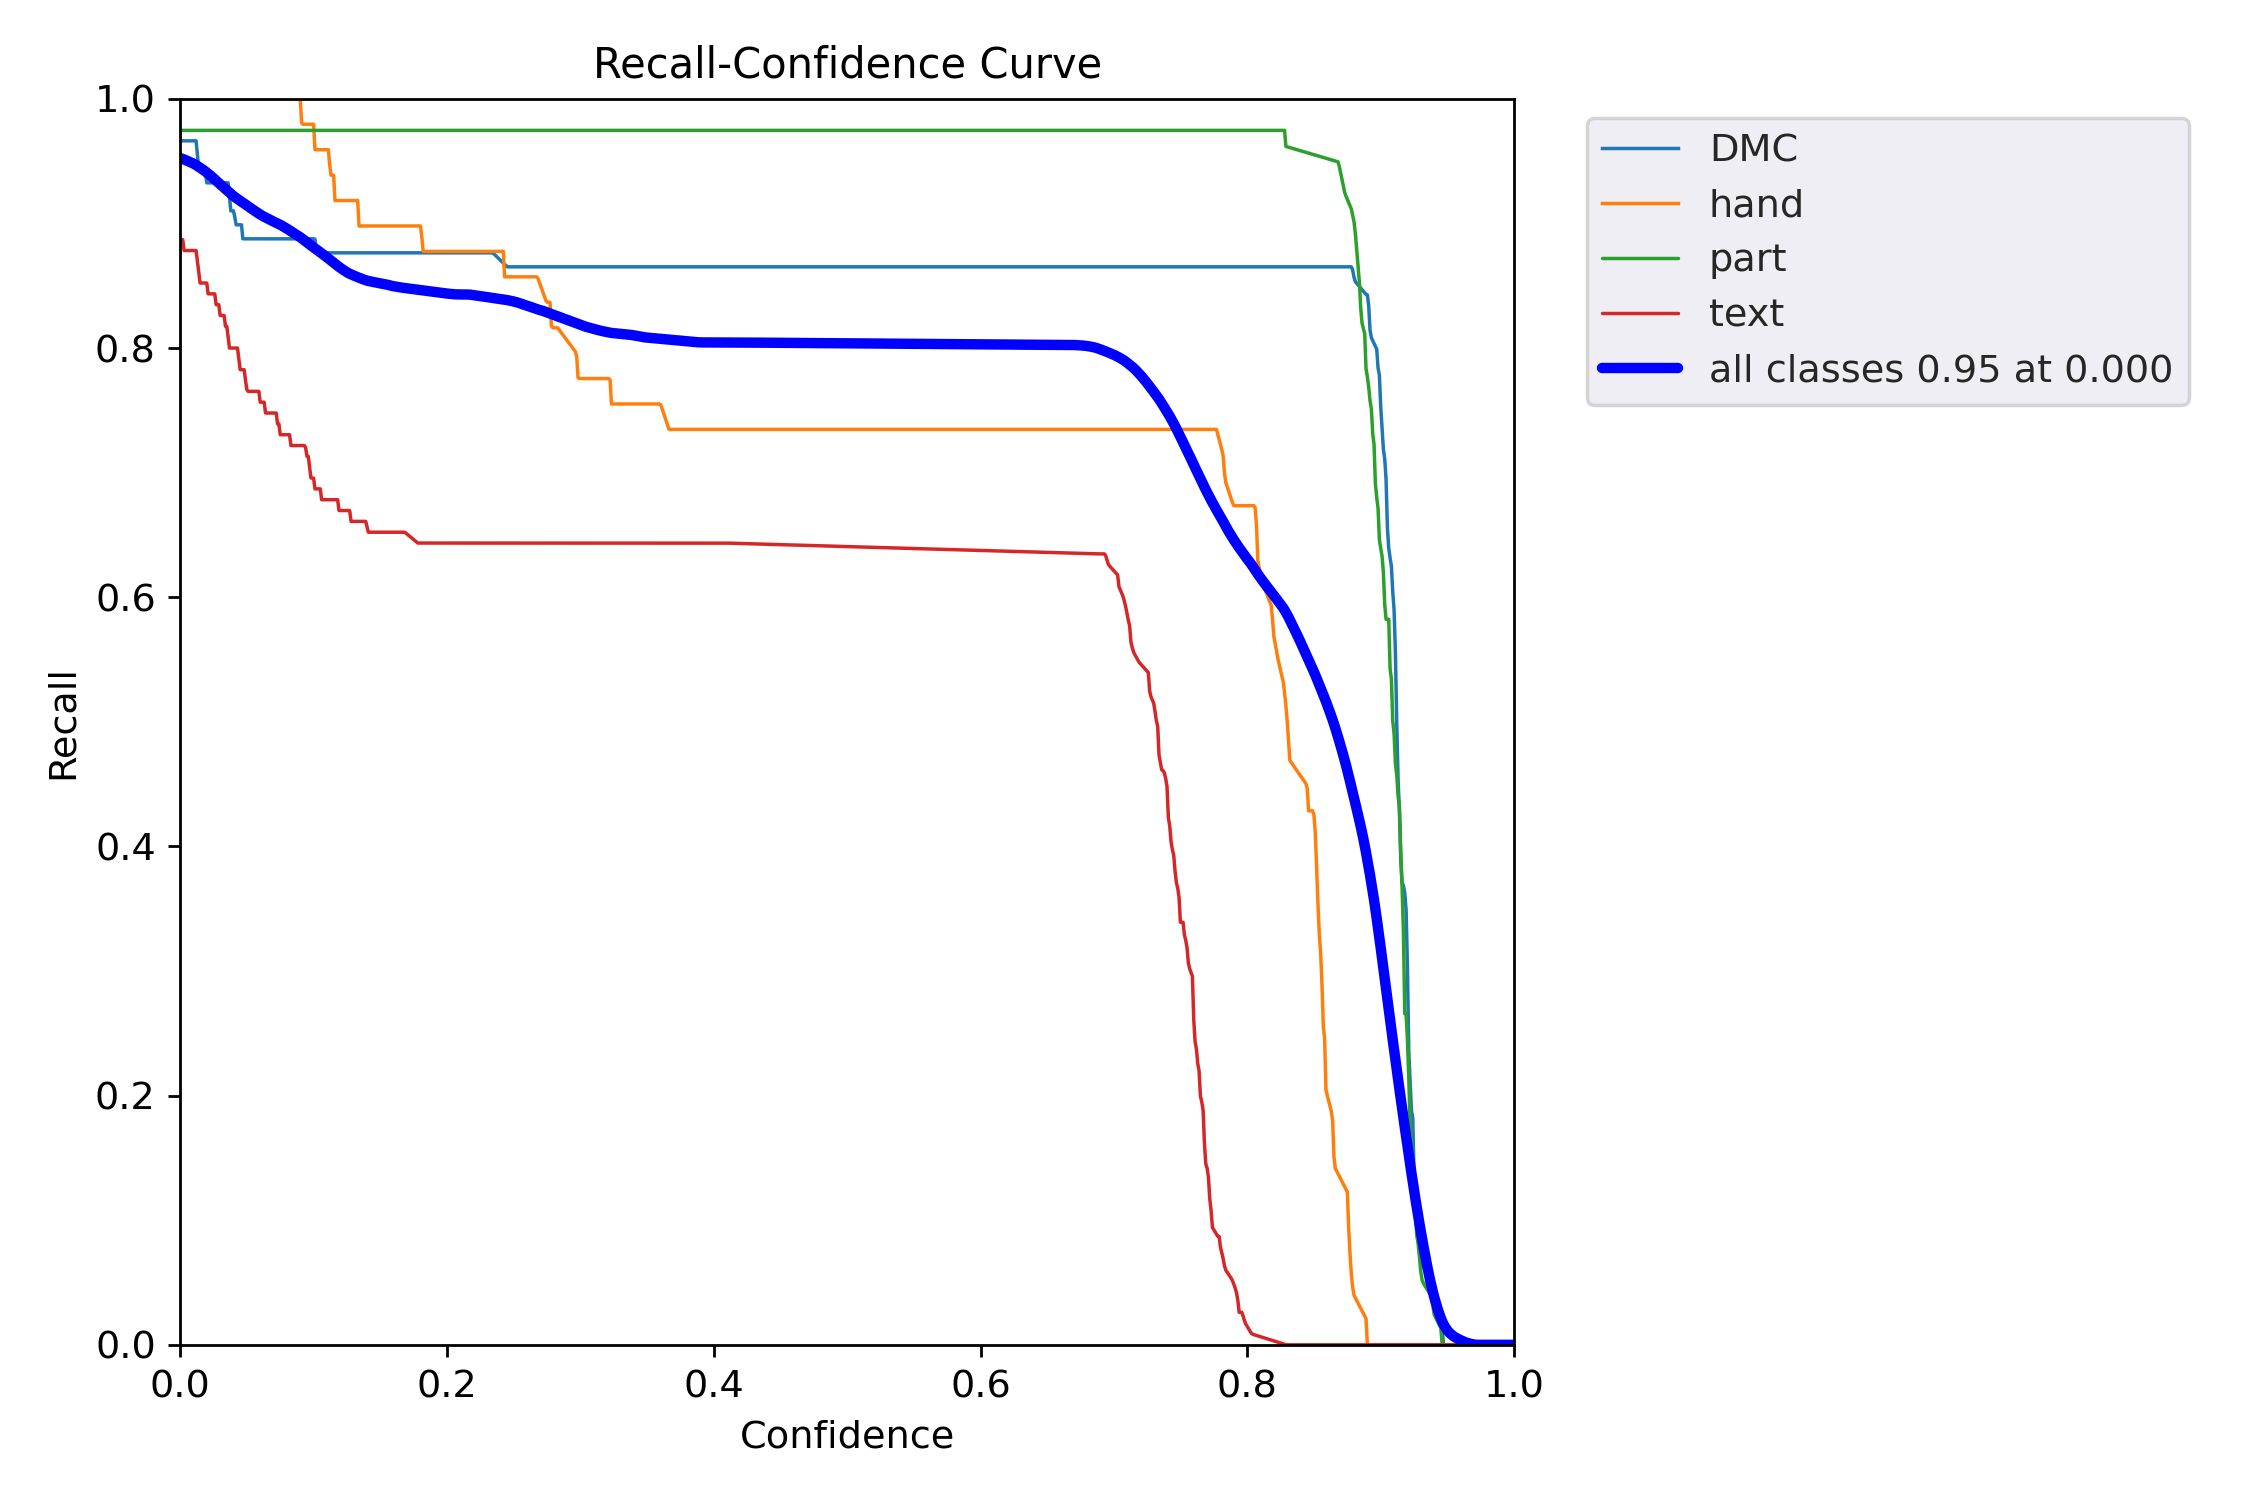 Recall-Confidence Curve
1.0
0.8
0.6
0.4
0.2
0.0
Recall
0.0 0.2 0.4 0.6 0.8 1.0
Confidence
DMC
hand
part
text
all classes 0.95 at 0.000